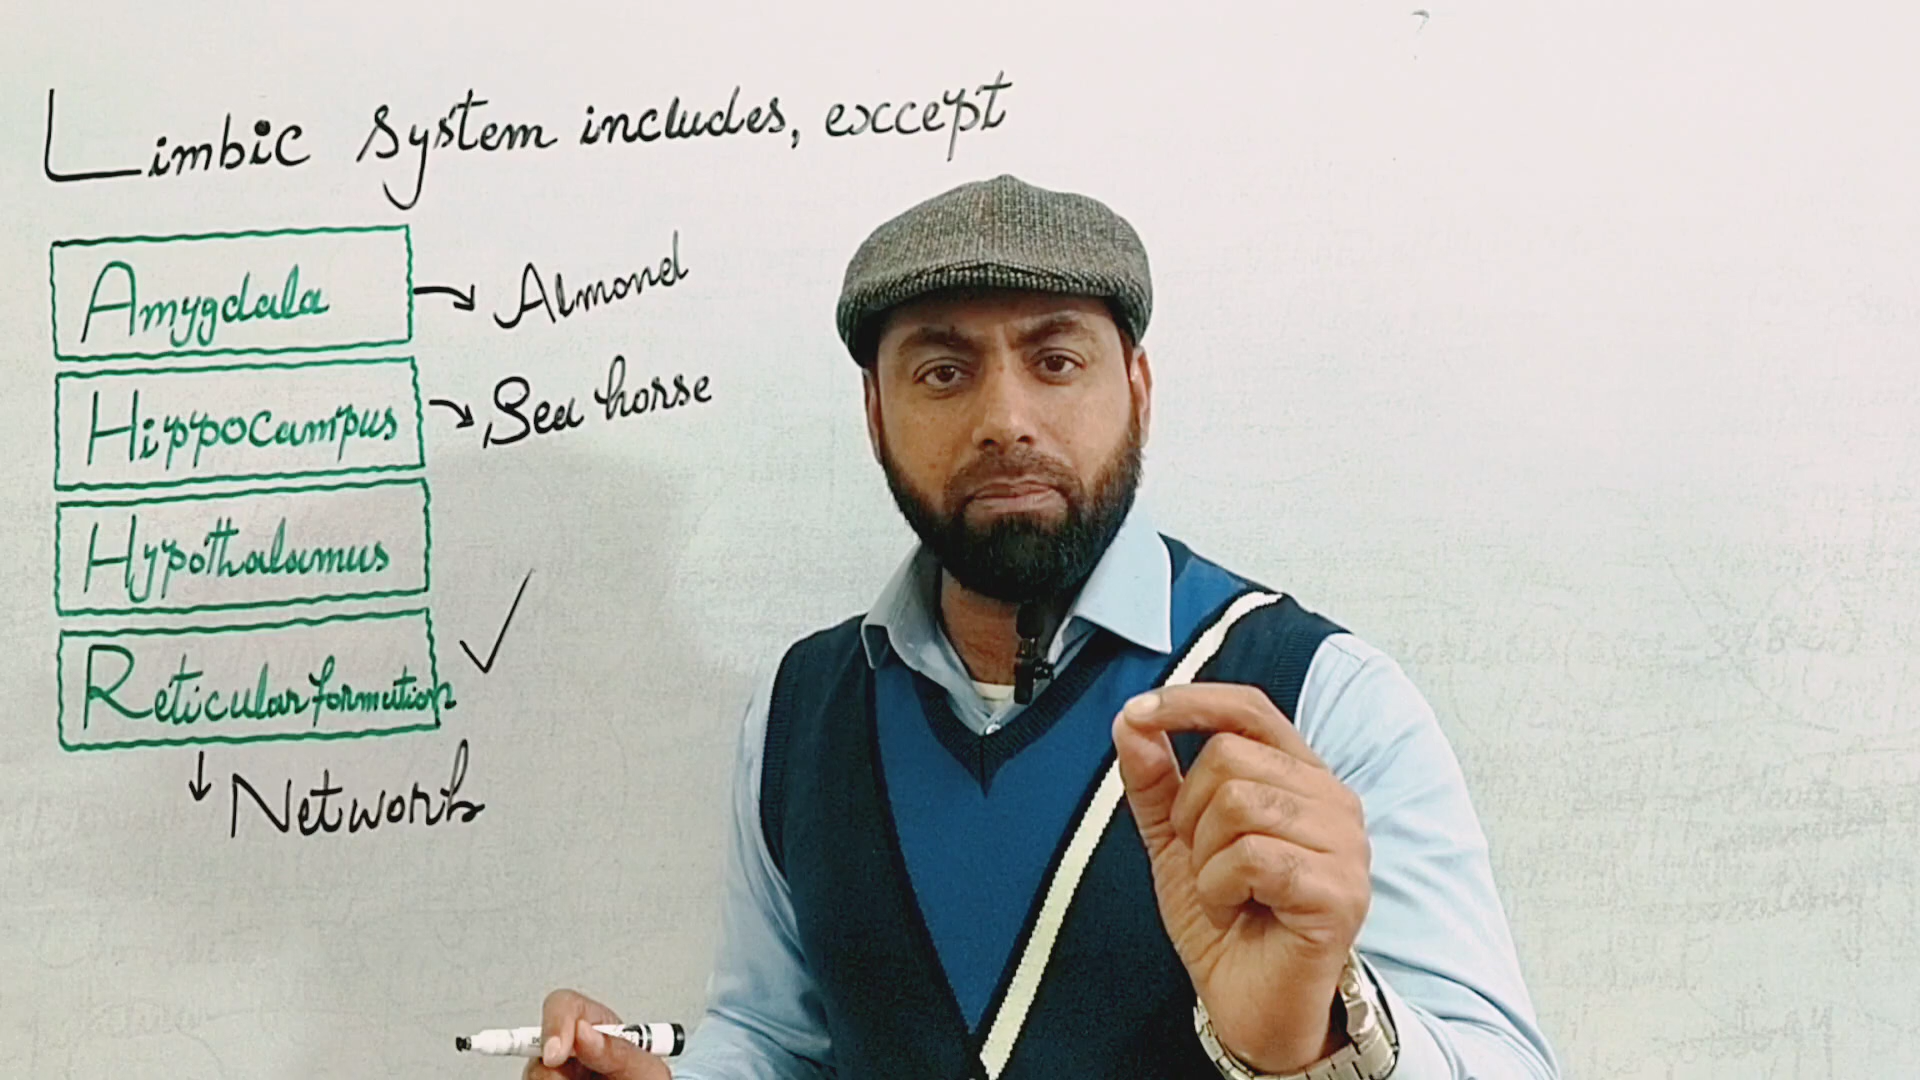 Limbic System includes, except
Amygdala → Almond
Hippocampus → Sea horse
Hypothalamus
Reticular formation ✓
↓ Network